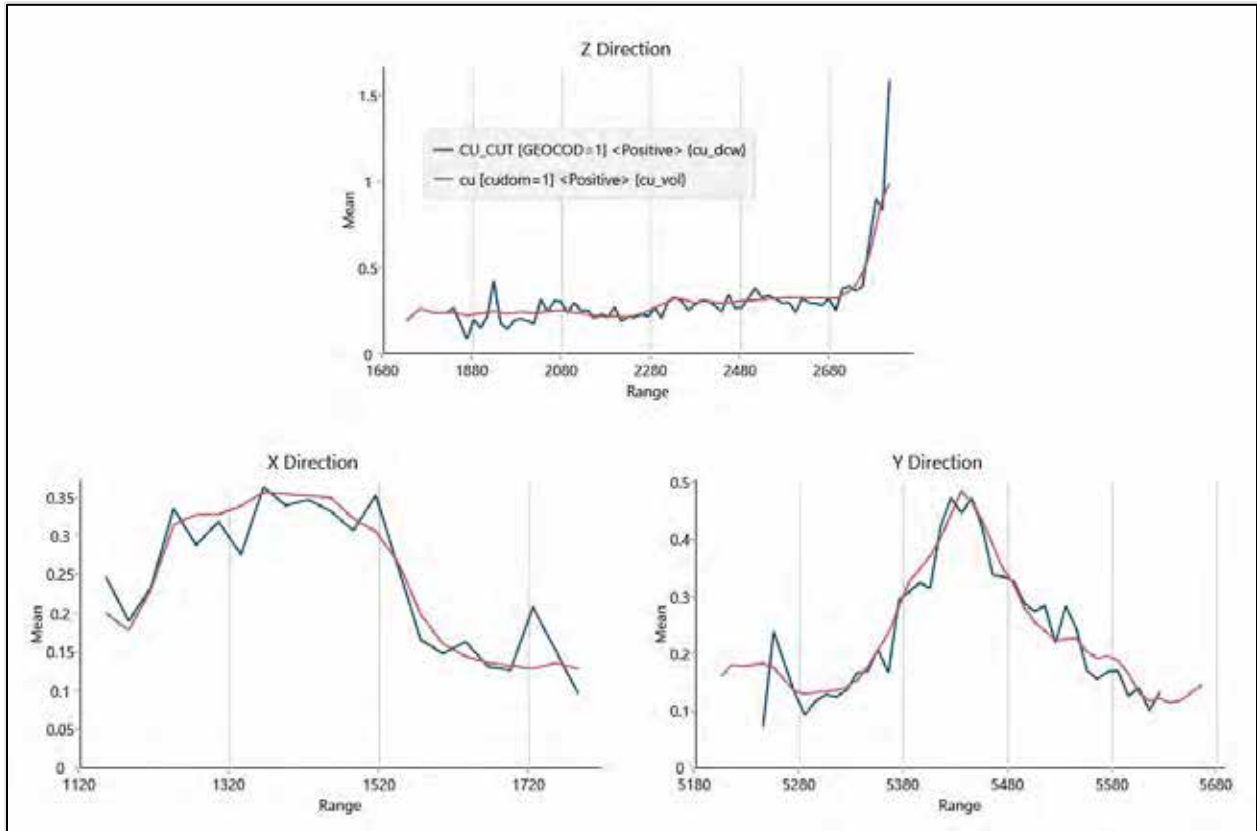 Z Direction
1.5
CU_CUT [GEOCOD=1] <Positive> (cu_dcw)
cu [cudom=1] <Positive> (cu_vol)
1
Mean
0.5
0
1680 1880 2080 2280 2480 2680
Range
X Direction
0.35
0.3
0.25
0.2
Mean
0.15
0.1
0.05
0
1120 1320 1520 1720
Range
Y Direction
0.5
0.4
0.3
Mean
0.2
0.1
0
5180 5280 5380 5480 5580 5680
Range